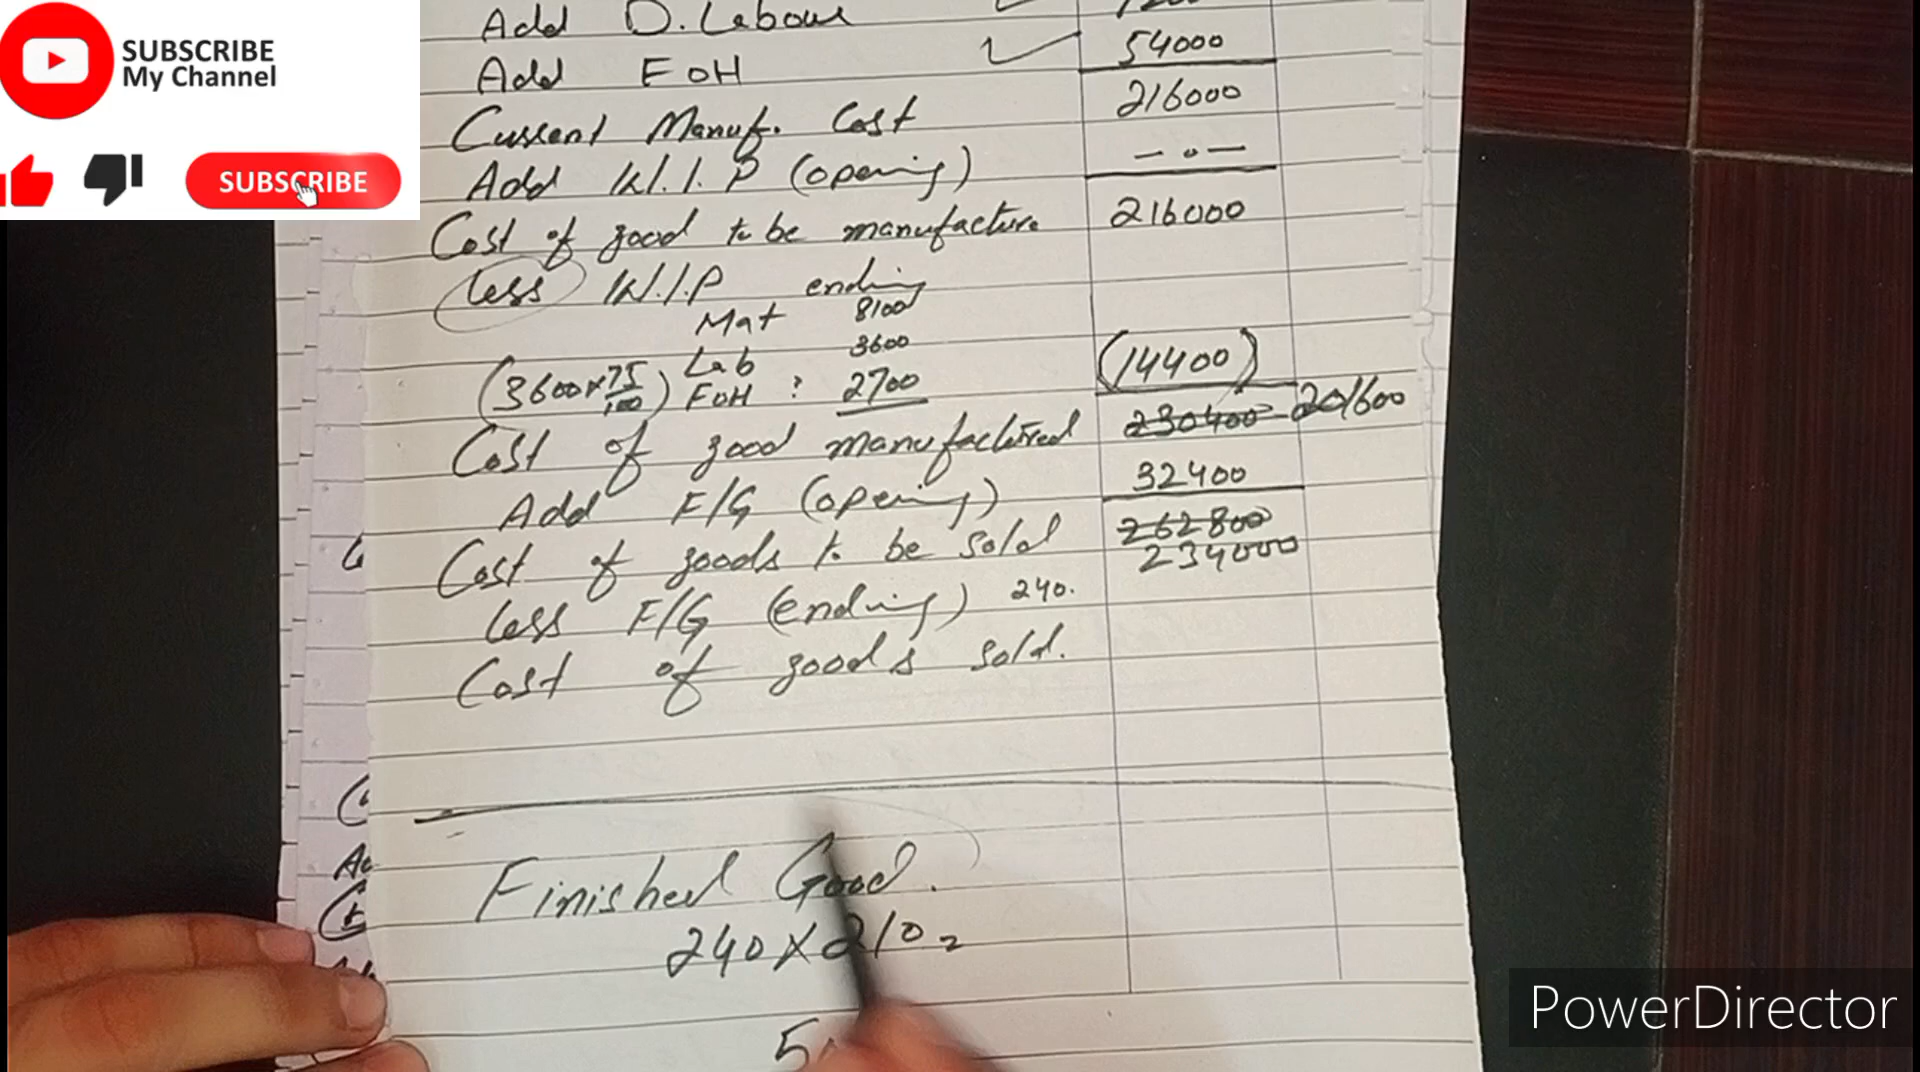 SUBSCRIBE
My Channel
SUBSCRIBE
Add D. Labour
Add FOH 54000
Current Manuf. Cost 216000
Add W.I.P (opening) - o -
Cost of good to be manufacture 216000
Less W.I.P ending
Mat 8100
Lab 3600
(3600x75/100) FOH : 2700 (14400)
Cost of good manufactured 230400 201600
Add F/G (opening) 32400
Cost of goods to be sold 262800
234000
Less F/G (ending) 240.
Cost of goods sold.
Finished Good.
240 X 210 =
PowerDirector